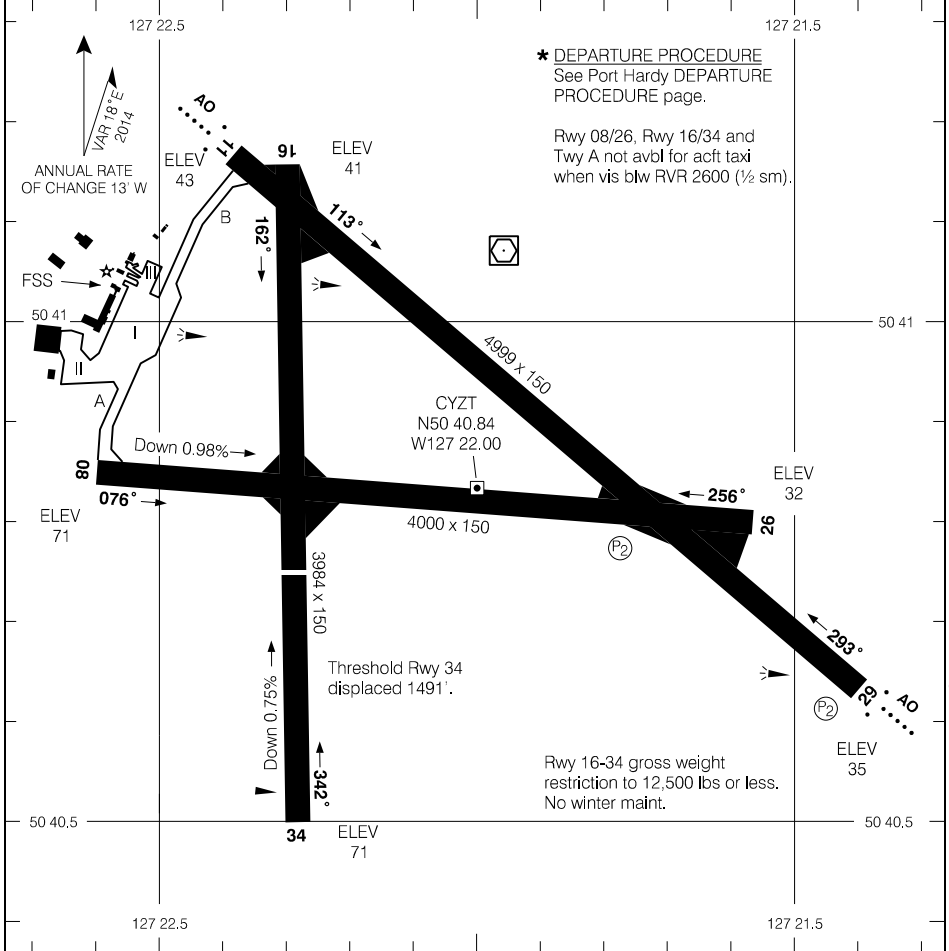 127 22.5
127 21.5
* DEPARTURE PROCEDURE
See Port Hardy DEPARTURE
PROCEDURE page.
VAR 18°E
2014
ANNUAL RATE
OF CHANGE 13' W
AO
11
ELEV
43
16
ELEV
41
Rwy 08/26, Rwy 16/34 and
Twy A not avbl for acft taxi
when vis blw RVR 2600 (½ sm).
B
162°
113°
FSS
III
50 41
I
50 41
II
4999 x 150
A
CYZT
N50 40.84
W127 22.00
Down 0.98%
08
076°
ELEV
71
4000 x 150
256°
ELEV
32
26
P2
3984 x 150
Threshold Rwy 34
displaced 1491'.
Down 0.75%
342°
293°
29
AO
P2
ELEV
35
Rwy 16-34 gross weight
restriction to 12,500 lbs or less.
No winter maint.
50 40.5
34
ELEV
71
50 40.5
127 22.5
127 21.5